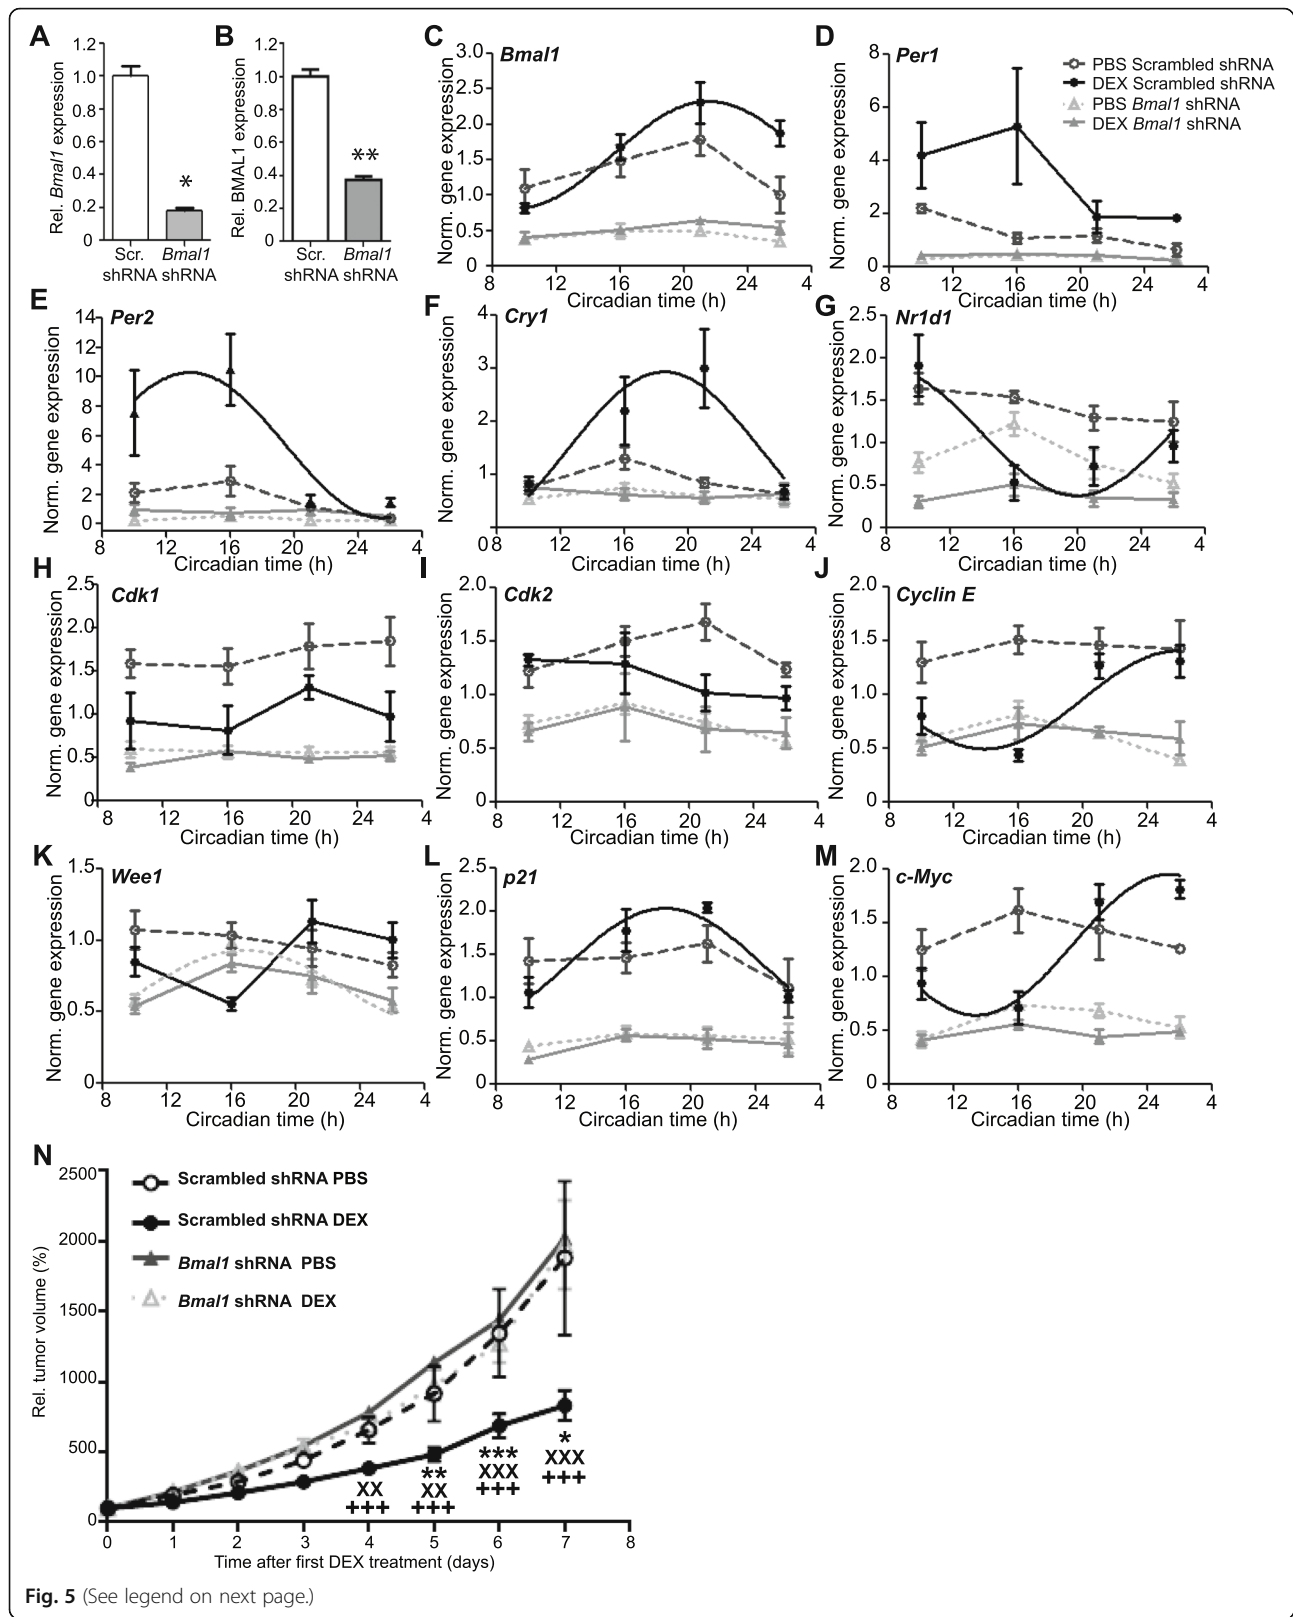 A
Rel. Bmal1 expression
1.2
1.0
0.8
0.6
0.4
0.2
0
*
Scr. shRNA
Bmal1 shRNA
B
Rel. BMAL1 expression
1.2
1.0
0.8
0.6
0.4
0.2
0
**
Scr. shRNA
Bmal1 shRNA
C
Bmal1
Norm. gene expression
3.0
2.5
2.0
1.5
1.0
0.5
0
8 12 16 20 24 4
Circadian time (h)
D
Per1
Norm. gene expression
8
6
4
2
0
8 12 16 20 24 4
Circadian time (h)
PBS Scrambled shRNA
DEX Scrambled shRNA
PBS Bmal1 shRNA
DEX Bmal1 shRNA
E
Per2
Norm. gene expression
14
12
10
8
6
4
2
0
8 12 16 20 24 4
Circadian time (h)
F
Cry1
Norm. gene expression
4
3
2
1
0
8 12 16 20 24 4
Circadian time (h)
G
Nr1d1
Norm. gene expression
2.5
2.0
1.5
1.0
0.5
0
8 12 16 20 24 4
Circadian time (h)
H
Cdk1
Norm. gene expression
2.5
2.0
1.5
1.0
0.5
0
8 12 16 20 24 4
Circadian time (h)
I
Cdk2
Norm. gene expression
2.0
1.5
1.0
0.5
0
8 12 16 20 24 4
Circadian time (h)
J
Cyclin E
Norm. gene expression
2.0
1.5
1.0
0.5
0
8 12 16 20 24 4
Circadian time (h)
K
Wee1
Norm. gene expression
1.5
1.0
0.5
0
8 12 16 20 24 4
Circadian time (h)
L
p21
Norm. gene expression
2.5
2.0
1.5
1.0
0.5
0
8 12 16 20 24 4
Circadian time (h)
M
c-Myc
Norm. gene expression
2.0
1.5
1.0
0.5
0
8 12 16 20 24 4
Circadian time (h)
N
Rel. tumor volume (%)
2500
2000
1500
1000
500
0
Scrambled shRNA PBS
Scrambled shRNA DEX
Bmal1 shRNA PBS
Bmal1 shRNA DEX
XX
+++
**
XX
+++
***
XXX
+++
*
XXX
+++
0 1 2 3 4 5 6 7 8
Time after first DEX treatment (days)
Fig. 5 (See legend on next page.)